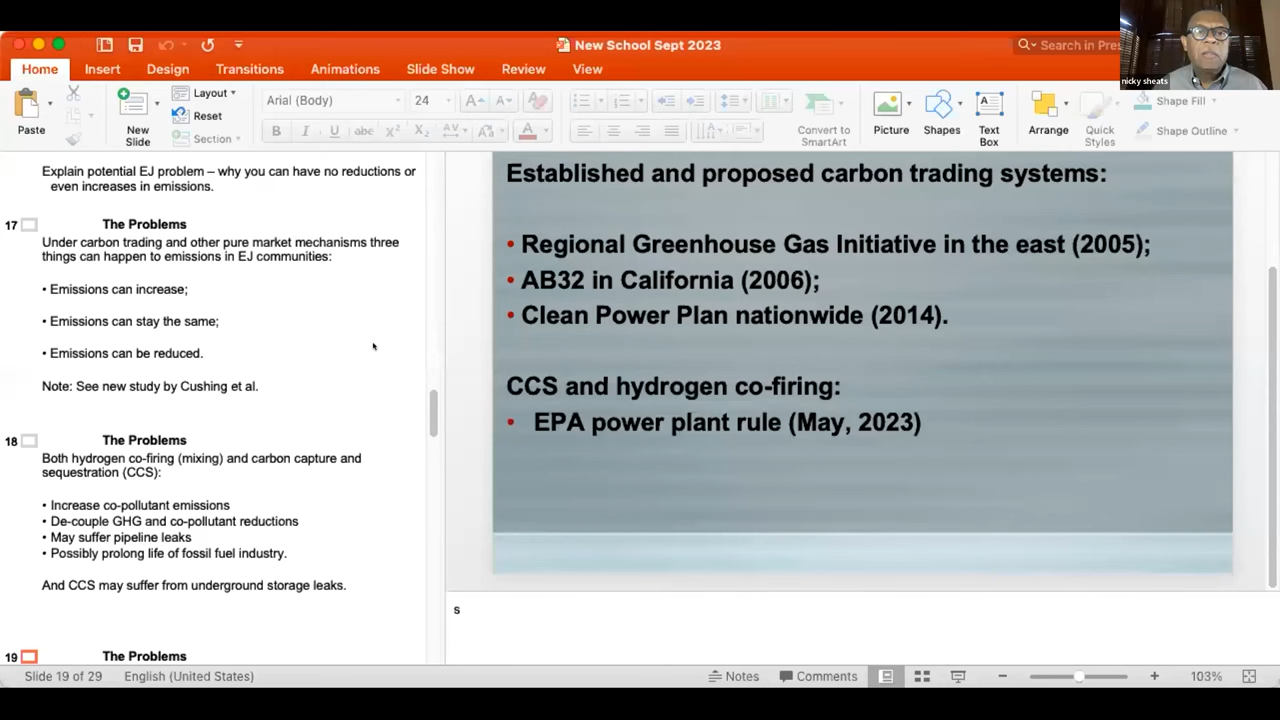 New School Sept 2023
Search in Pres
nicky sheats
Home Insert Design Transitions Animations Slide Show Review View
Paste
New
Slide
Layout
Reset
Section
Arial (Body) 24
B I U abc X² X₂ AV Aa A
Convert to
SmartArt
Picture
Shapes
Text
Box
Arrange
Quick
Styles
Shape Fill
Shape Outline
Explain potential EJ problem – why you can have no reductions or
even increases in emissions.
17 The Problems
Under carbon trading and other pure market mechanisms three
things can happen to emissions in EJ communities:
• Emissions can increase;
• Emissions can stay the same;
• Emissions can be reduced.
Note: See new study by Cushing et al.
18 The Problems
Both hydrogen co-firing (mixing) and carbon capture and
sequestration (CCS):
• Increase co-pollutant emissions
• De-couple GHG and co-pollutant reductions
• May suffer pipeline leaks
• Possibly prolong life of fossil fuel industry.
And CCS may suffer from underground storage leaks.
19 The Problems
Established and proposed carbon trading systems:
• Regional Greenhouse Gas Initiative in the east (2005);
• AB32 in California (2006);
• Clean Power Plan nationwide (2014).
CCS and hydrogen co-firing:
• EPA power plant rule (May, 2023)
s
Slide 19 of 29 English (United States) Notes Comments 103%